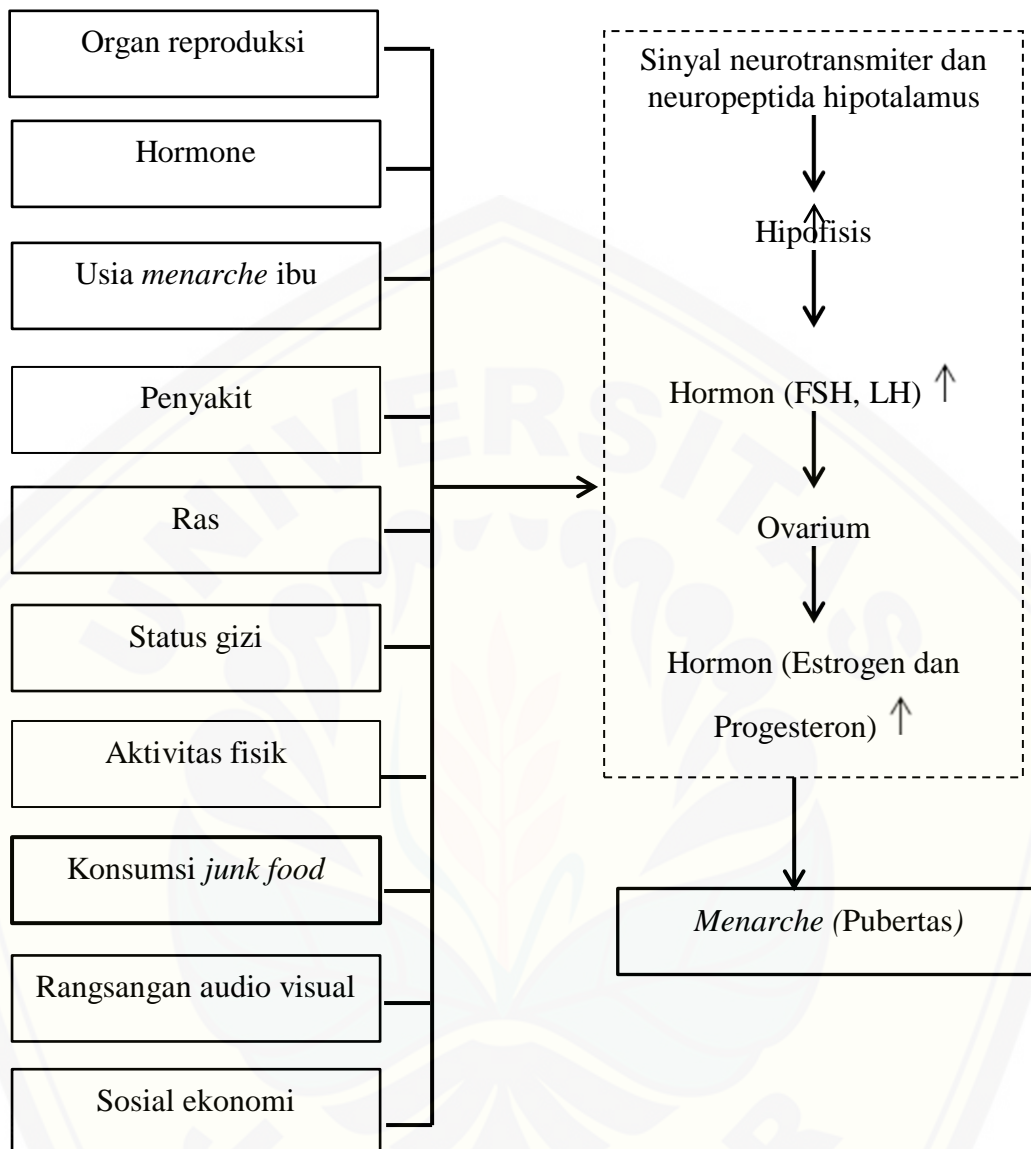 Organ reproduksi
Hormone
Usia menarche ibu
Penyakit
Ras
Status gizi
Aktivitas fisik
Konsumsi junk food
Rangsangan audio visual
Sosial ekonomi
Sinyal neurotransmiter dan
neuropeptida hipotalamus
Hipofisis
Hormon (FSH, LH) ↑
Ovarium
Hormon (Estrogen dan
Progesteron) ↑
Menarche (Pubertas)
UNIVERSITAS